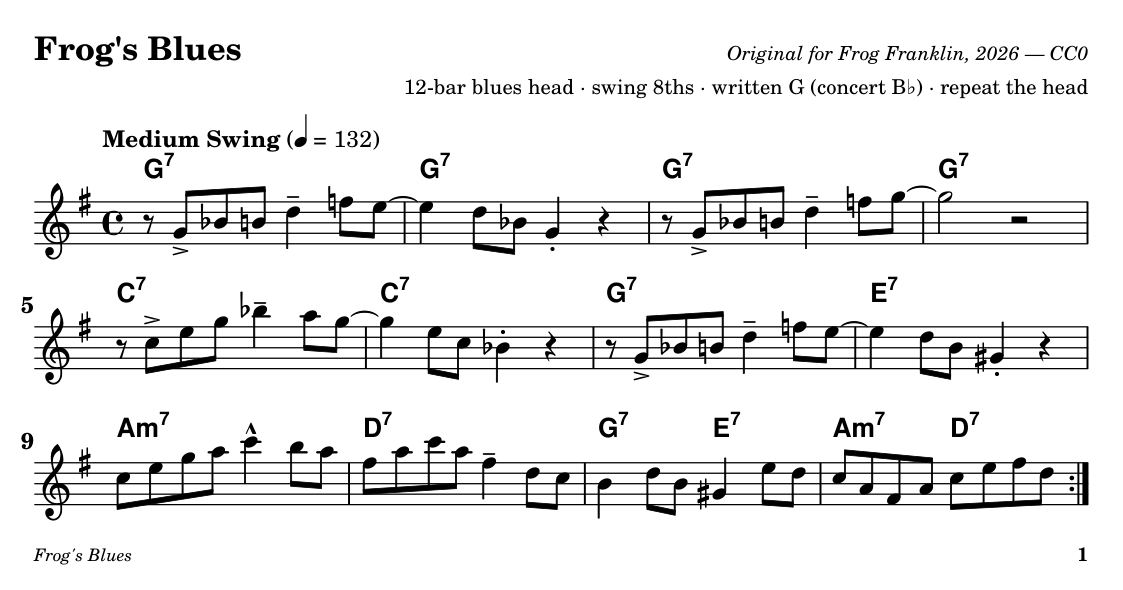 Frog's Blues
Original for Frog Franklin, 2026 — CC0
12-bar blues head · swing 8ths · written G (concert B♭) · repeat the head
Medium Swing (♩ = 132)
G7 G7 G7 G7
5 C7 C7 G7 E7
9 Am7 D7 G7 E7 Am7 D7
Frog's Blues 1